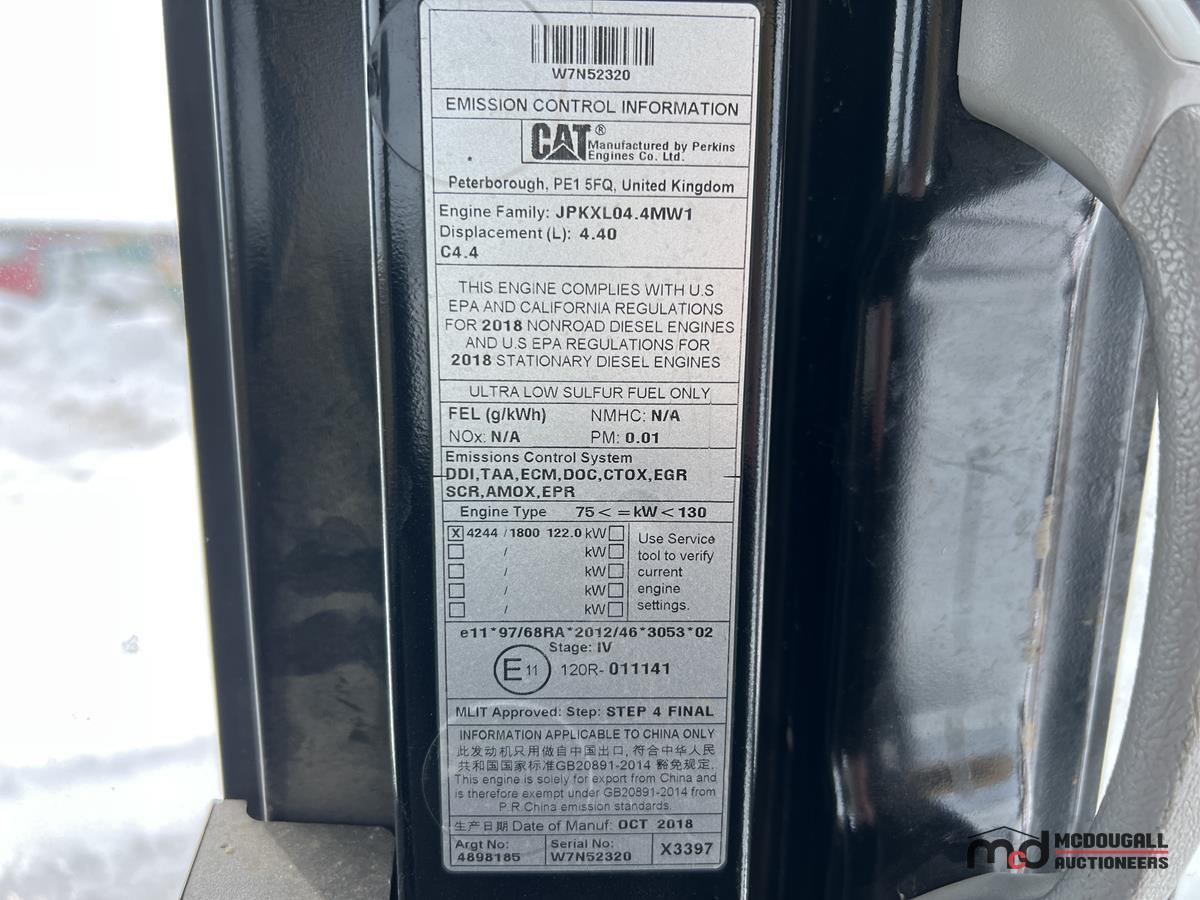 W7N52320
EMISSION CONTROL INFORMATION
CAT® Manufactured by Perkins
Engines Co. Ltd.
Peterborough, PE1 5FQ, United Kingdom
Engine Family: JPKXL04.4MW1
Displacement (L): 4.40
C4.4
THIS ENGINE COMPLIES WITH U.S
EPA AND CALIFORNIA REGULATIONS
FOR 2018 NONROAD DIESEL ENGINES
AND U.S EPA REGULATIONS FOR
2018 STATIONARY DIESEL ENGINES
ULTRA LOW SULFUR FUEL ONLY
FEL (g/kWh) NMHC: N/A
NOx: N/A PM: 0.01
Emissions Control System
DDI,TAA,ECM,DOC,CTOX,EGR
SCR,AMOX,EPR
Engine Type 75 < = kW < 130
X 4244 / 1800 122.0 kW
/ kW
/ kW
/ kW
/ kW
Use Service
tool to verify
current
engine
settings.
e11*97/68RA*2012/46*3053*02
Stage: IV
E 11 120R- 011141
MLIT Approved: Step: STEP 4 FINAL
INFORMATION APPLICABLE TO CHINA ONLY
此发动机只用做自中国出口, 符合中华人民
共和国国家标准GB20891-2014 豁免规定.
This engine is solely for export from China and
is therefore exempt under GB20891-2014 from
P.R.China emission standards.
生产日期 Date of Manuf: OCT 2018
Argt No:
4898185
Serial No:
W7N52320
X3397
mcd MCDOUGALL
AUCTIONEERS